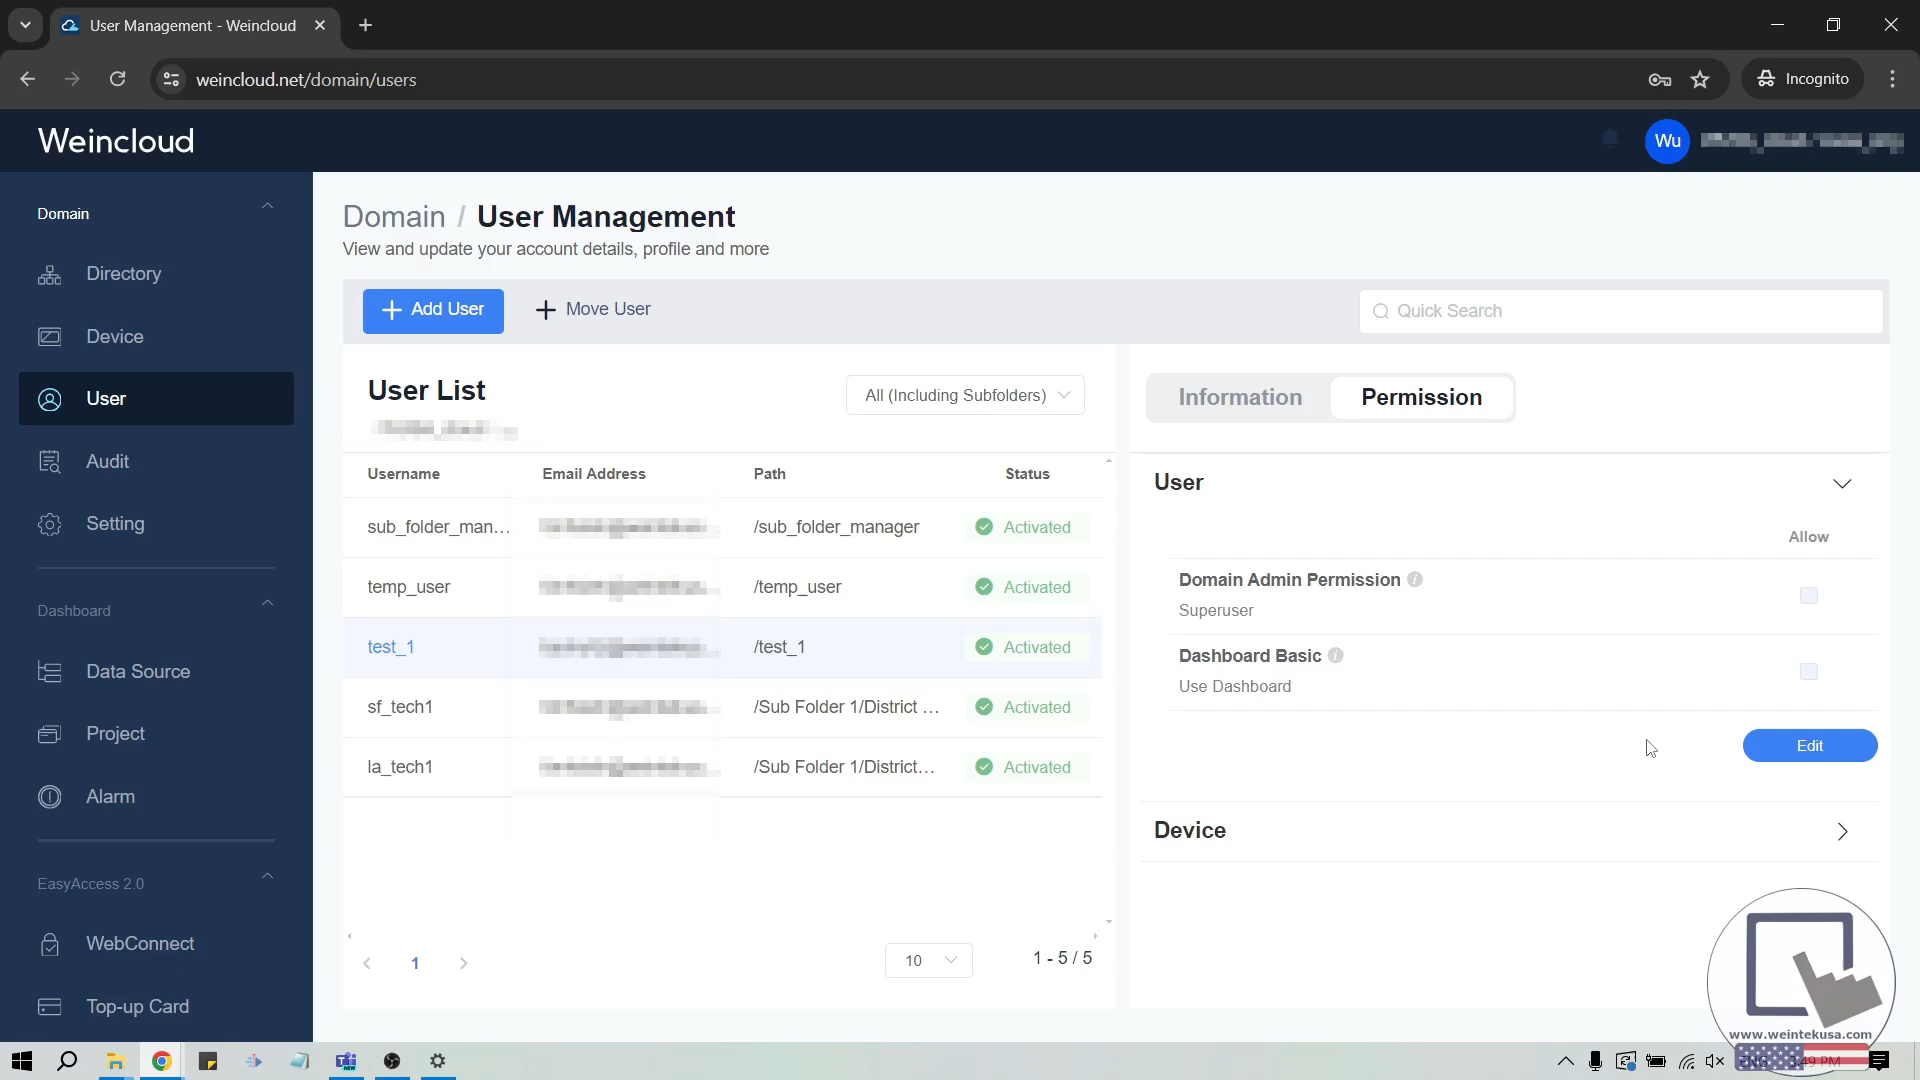 User Management - Weincloud
weincloud.net/domain/users
Incognito
Weincloud
Wu
Domain
Directory
Device
User
Audit
Setting
Dashboard
Data Source
Project
Alarm
EasyAccess 2.0
WebConnect
Top-up Card
Domain / User Management
View and update your account details, profile and more
Add User
Move User
Quick Search
User List
All (Including Subfolders)
Username Email Address Path Status
sub_folder_man... /sub_folder_manager Activated
temp_user /temp_user Activated
test_1 /test_1 Activated
sf_tech1 /Sub Folder 1/District ... Activated
la_tech1 /Sub Folder 1/District... Activated
1
10
1 - 5 / 5
Information
Permission
User
Allow
Domain Admin Permission
Superuser
Dashboard Basic
Use Dashboard
Edit
Device
www.weintekusa.com
NEW